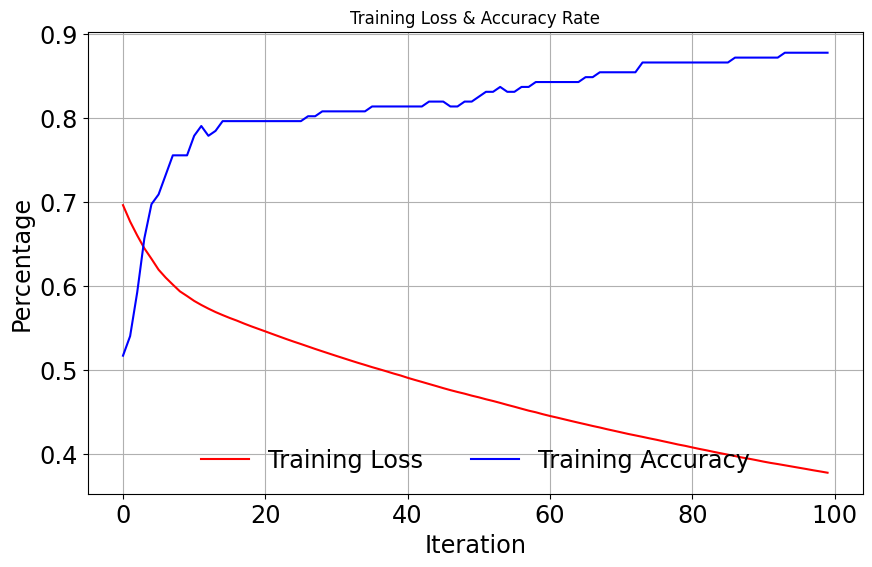 Training Loss & Accuracy Rate
0.9
0.8
0.7
0.6
0.5
0.4
Percentage
Training Loss Training Accuracy
0 20 40 60 80 100
Iteration